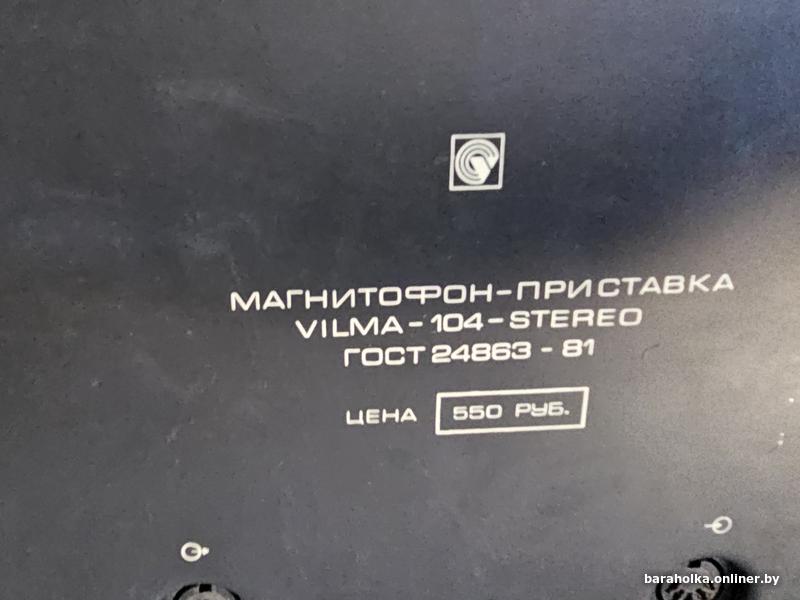 МАГНИТОФОН-ПРИСТАВКА
VILMA-104-STEREO
ГОСТ 24863-81
ЦЕНА 550 РУБ.
baraholka.onliner.by